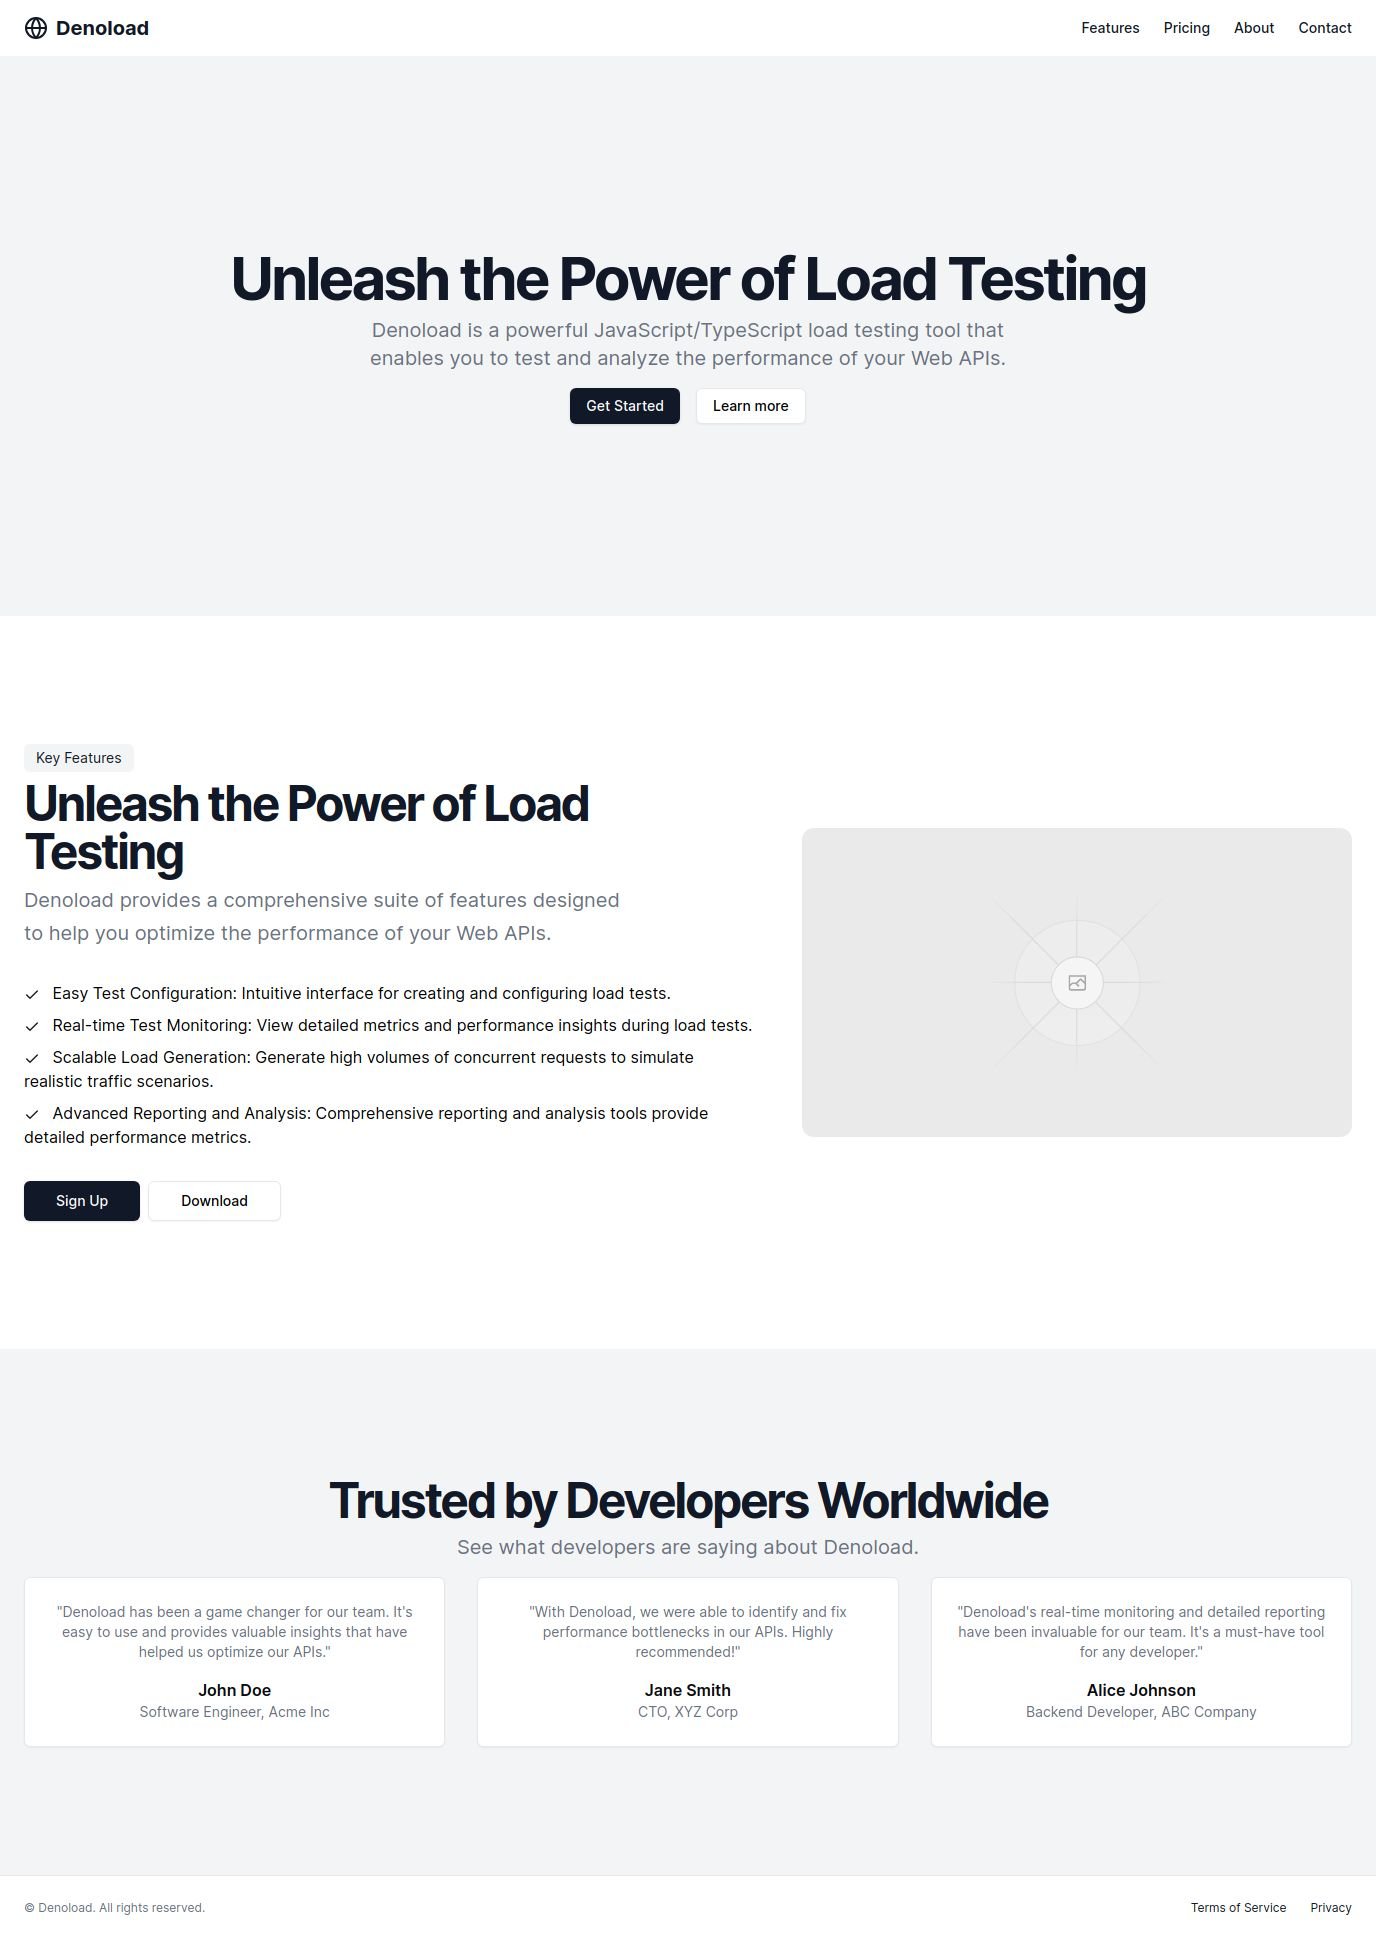 Denoload
Features Pricing About Contact
Unleash the Power of Load Testing
Denoload is a powerful JavaScript/TypeScript load testing tool that
enables you to test and analyze the performance of your Web APIs.
Get Started Learn more
Key Features
Unleash the Power of Load
Testing
Denoload provides a comprehensive suite of features designed
to help you optimize the performance of your Web APIs.
Easy Test Configuration: Intuitive interface for creating and configuring load tests.
Real-time Test Monitoring: View detailed metrics and performance insights during load tests.
Scalable Load Generation: Generate high volumes of concurrent requests to simulate
realistic traffic scenarios.
Advanced Reporting and Analysis: Comprehensive reporting and analysis tools provide
detailed performance metrics.
Sign Up Download
Trusted by Developers Worldwide
See what developers are saying about Denoload.
"Denoload has been a game changer for our team. It's
easy to use and provides valuable insights that have
helped us optimize our APIs."
John Doe
Software Engineer, Acme Inc
"With Denoload, we were able to identify and fix
performance bottlenecks in our APIs. Highly
recommended!"
Jane Smith
CTO, XYZ Corp
"Denoload's real-time monitoring and detailed reporting
have been invaluable for our team. It's a must-have tool
for any developer."
Alice Johnson
Backend Developer, ABC Company
© Denoload. All rights reserved.
Terms of Service Privacy